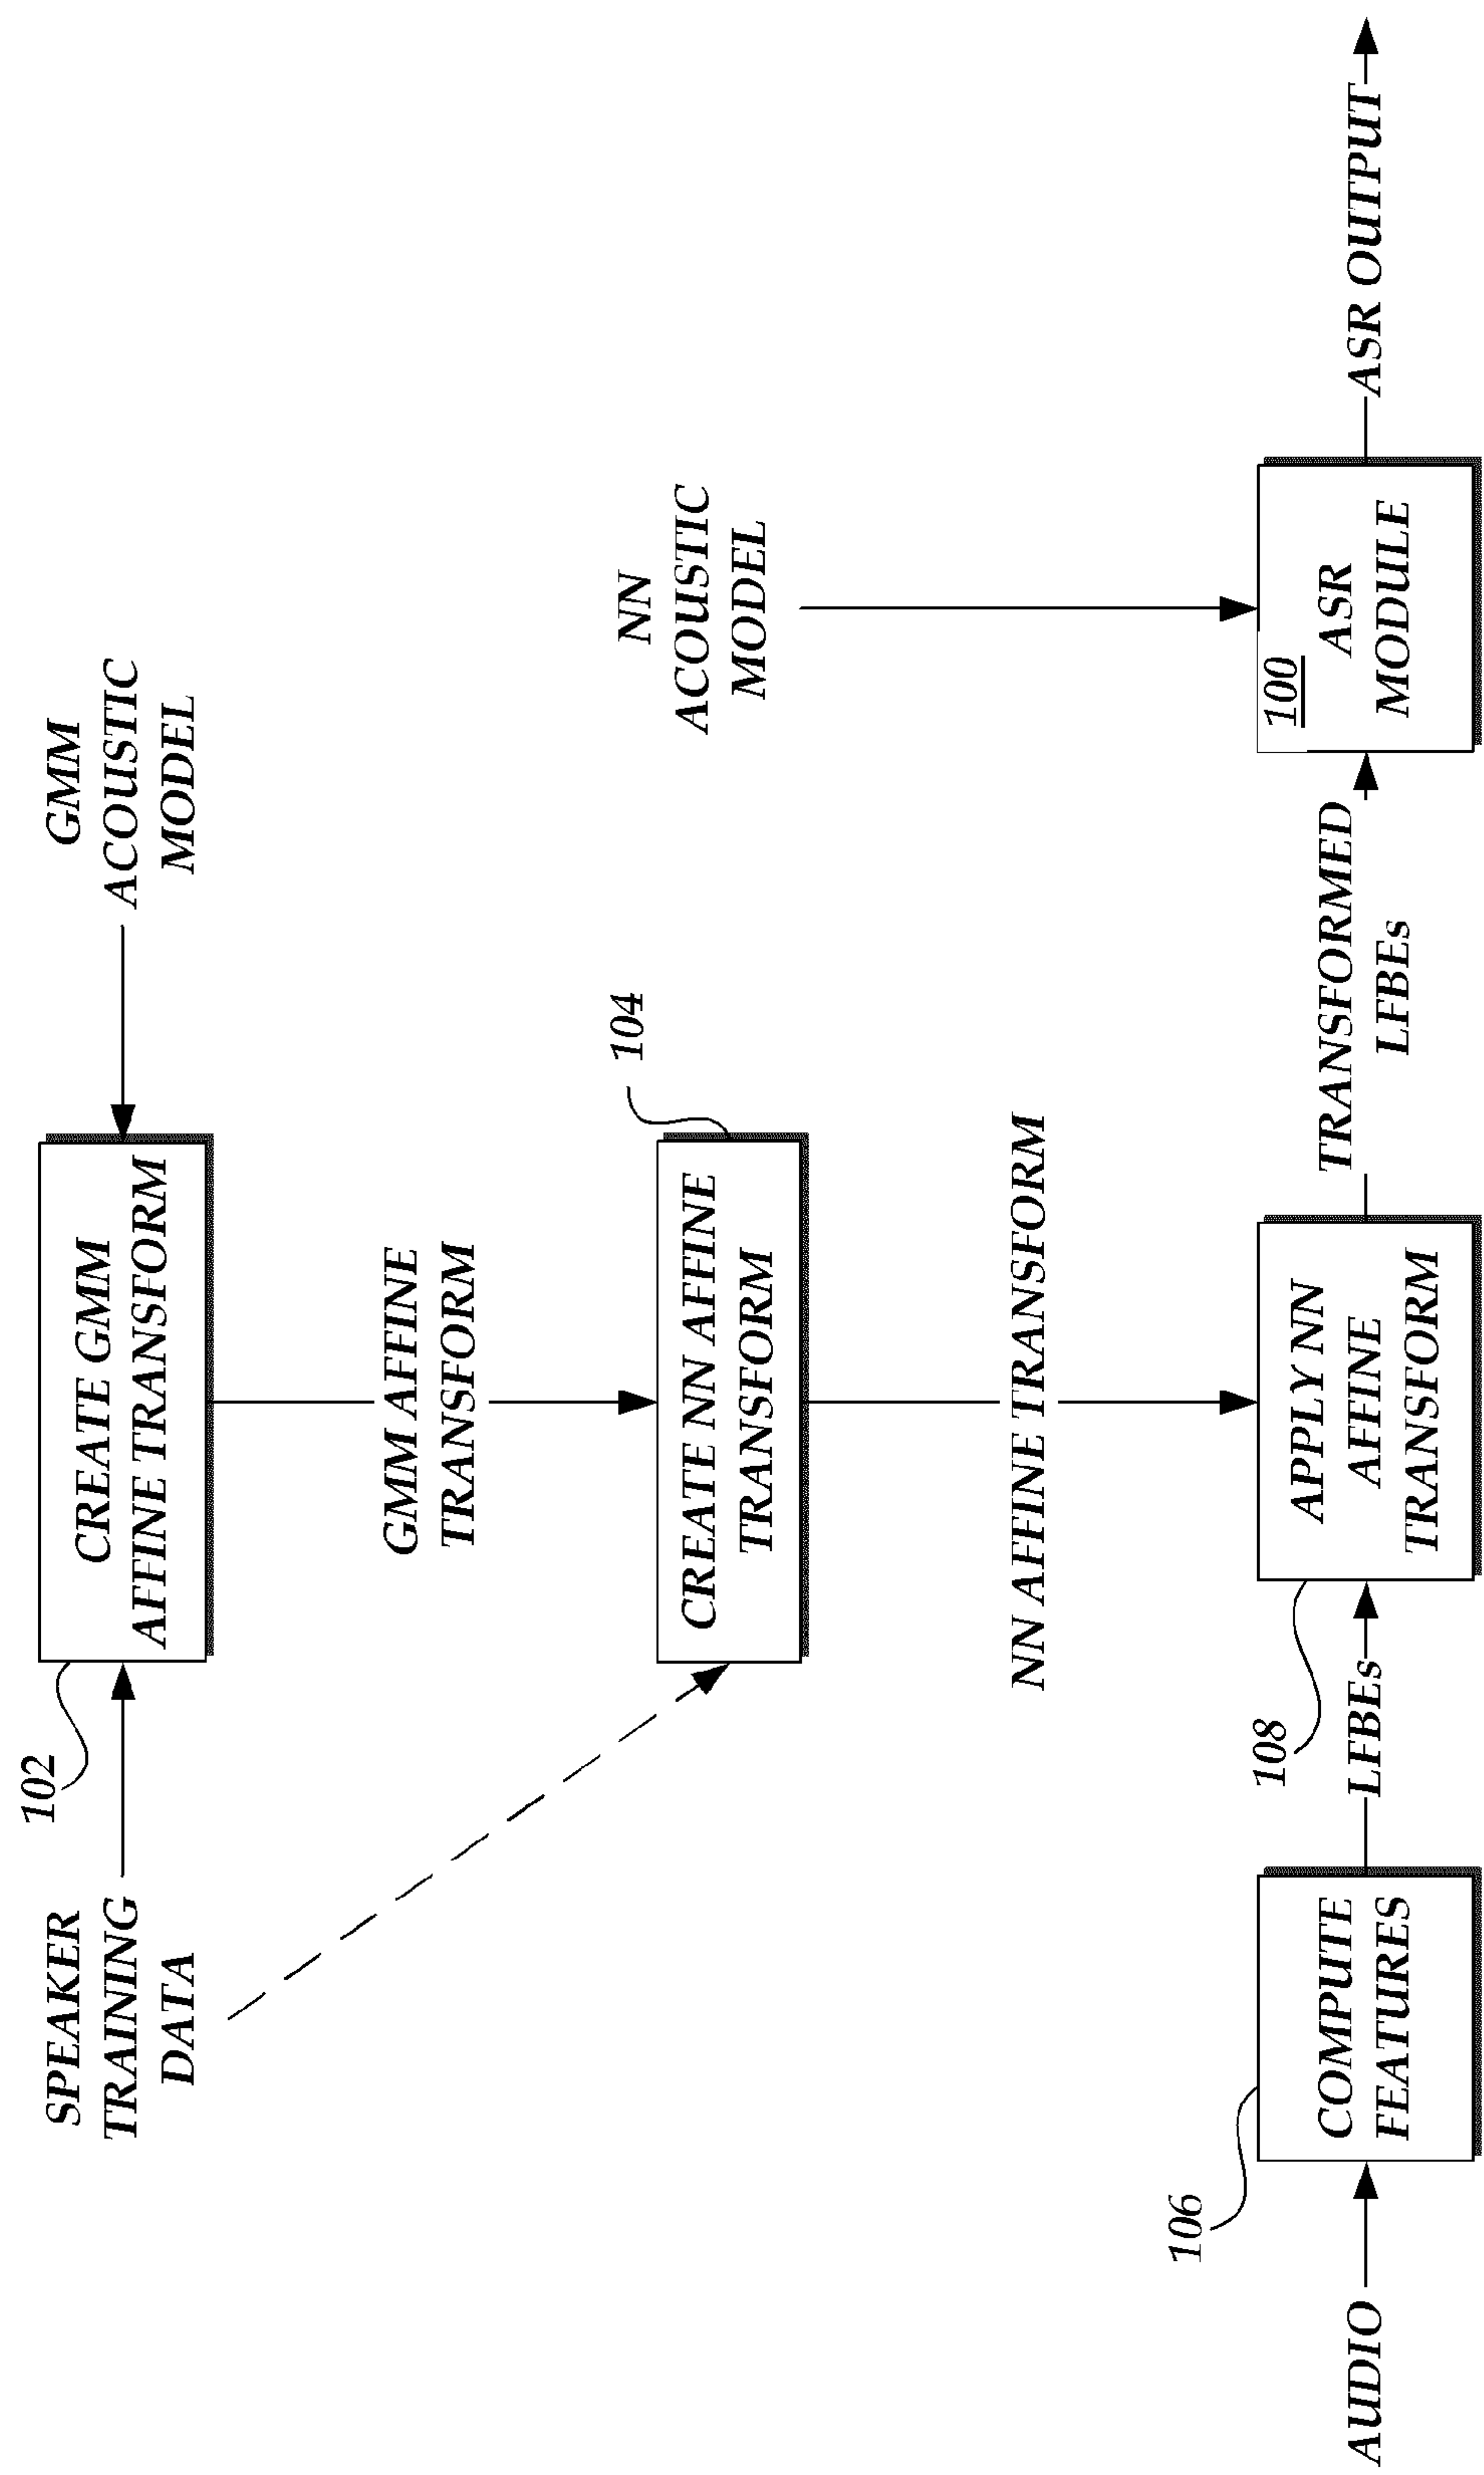 SPEAKER
TRAINING
DATA
102
CREATE GMM
AFFINE TRANSFORM
GMM
ACOUSTIC
MODEL
GMM AFFINE
TRANSFORM
104
CREATE NN AFFINE
TRANSFORM
NN
ACOUSTIC
MODEL
NN AFFINE TRANSFORM
AUDIO
106
COMPUTE
FEATURES
LFBEs
108
APPLY NN
AFFINE
TRANSFORM
TRANSFORMED
LFBEs
100
ASR
MODULE
ASR OUTPUT